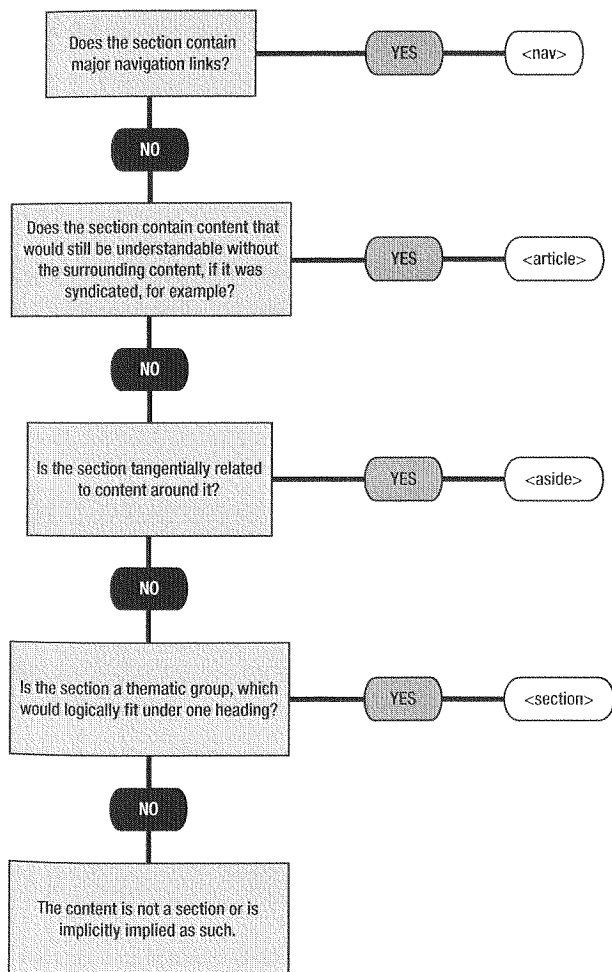 Does the section contain
major navigation links?
YES
<nav>
NO
Does the section contain content that
would still be understandable without
the surrounding content, if it was
syndicated, for example?
YES
<article>
NO
Is the section tangentially related
to content around it?
YES
<aside>
NO
Is the section a thematic group, which
would logically fit under one heading?
YES
<section>
NO
The content is not a section or is
implicitly implied as such.